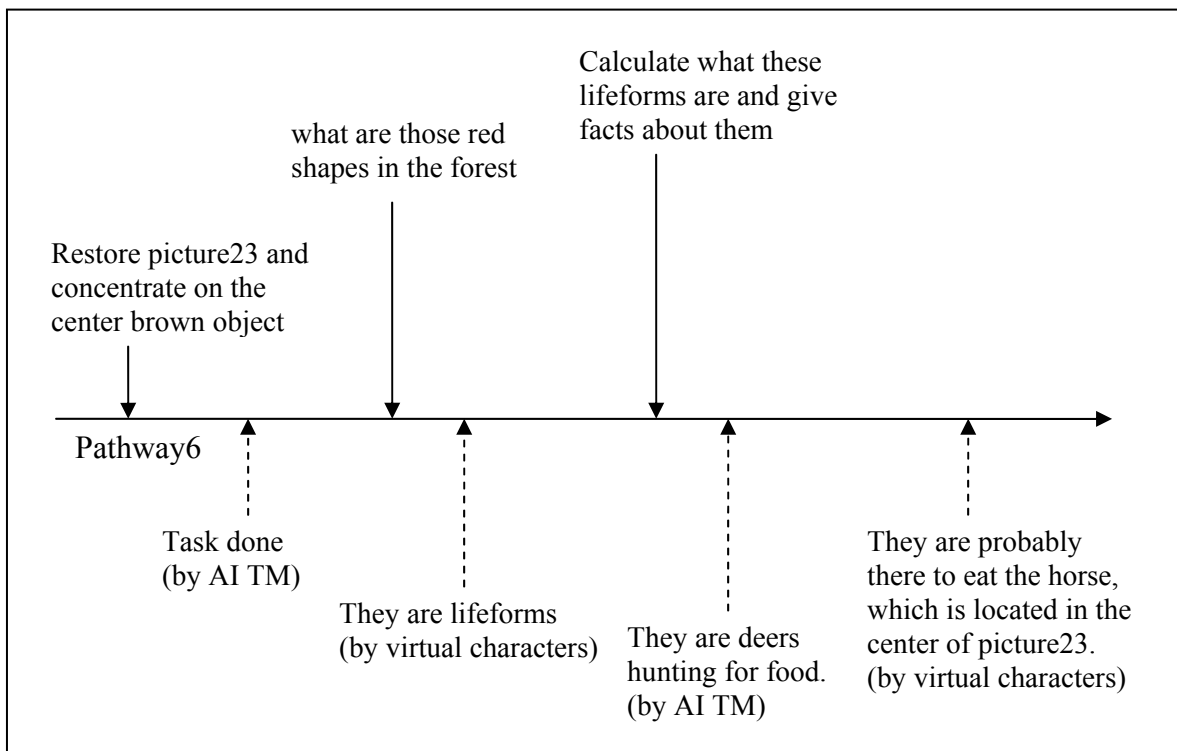 Calculate what these
lifeforms are and give
facts about them
what are those red
shapes in the forest
Restore picture23 and
concentrate on the
center brown object
Pathway6
Task done
(by AI TM)
They are lifeforms
(by virtual characters)
They are deers
hunting for food.
(by AI TM)
They are probably
there to eat the horse,
which is located in the
center of picture23.
(by virtual characters)